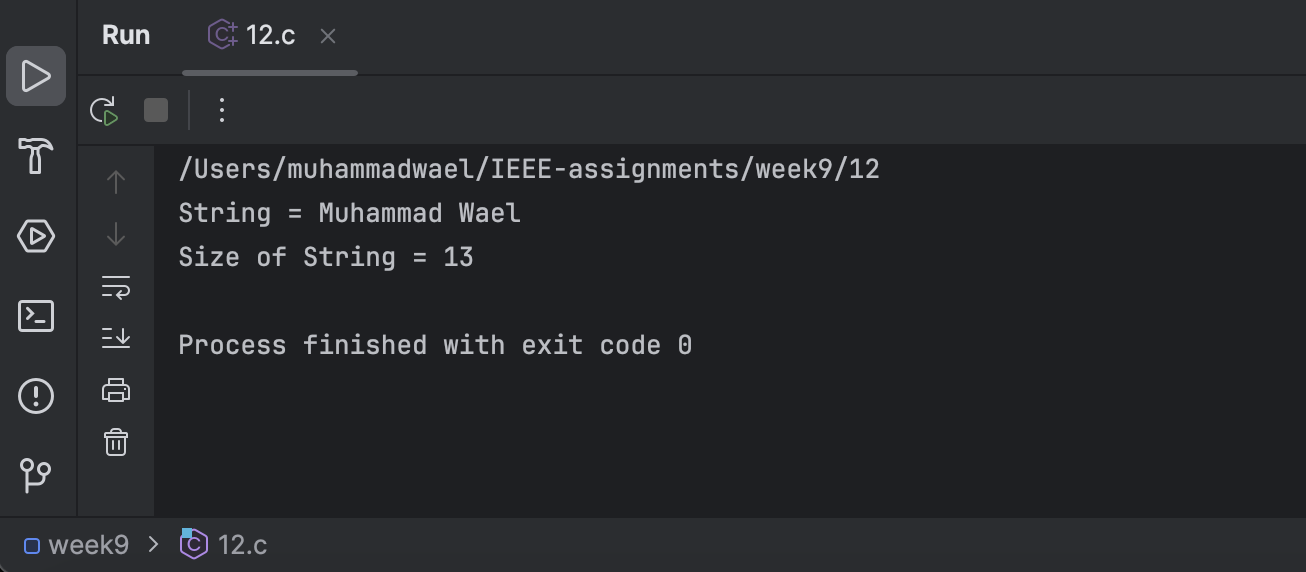 Run 12.c
/Users/muhammadwael/IEEE-assignments/week9/12
String = Muhammad Wael
Size of String = 13
Process finished with exit code 0
week9 > 12.c